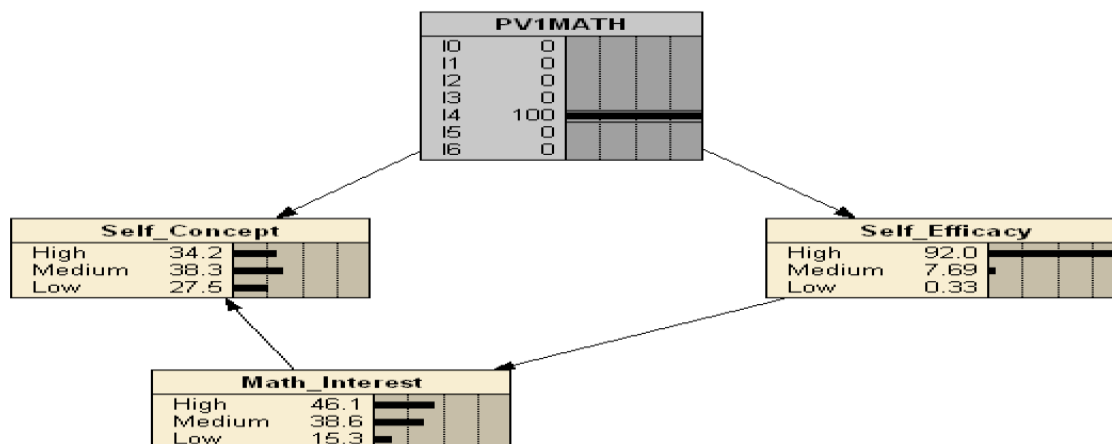 PV1MATH
I0 0
I1 0
I2 0
I3 0
I4 100
I5 0
I6 0
Self_Concept
High 34.2
Medium 38.3
Low 27.5
Self_Efficacy
High 92.0
Medium 7.69
Low 0.33
Math_Interest
High 46.1
Medium 38.6
Low 15.3